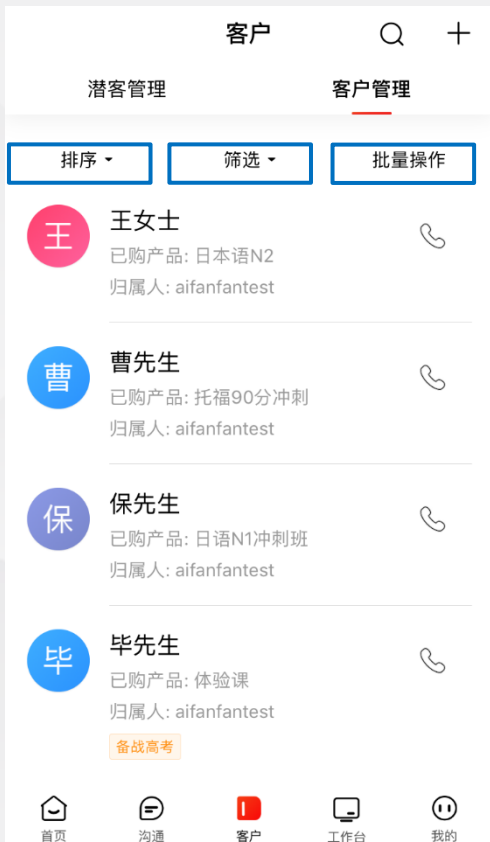 客户
潜客管理 客户管理
排序 筛选 批量操作
王 王女士
已购产品: 日本语N2
归属人: aifanfantest
曹 曹先生
已购产品: 托福90分冲刺
归属人: aifanfantest
保 保先生
已购产品: 日语N1冲刺班
归属人: aifanfantest
毕 毕先生
已购产品: 体验课
归属人: aifanfantest
备战高考
首页 沟通 客户 工作台 我的